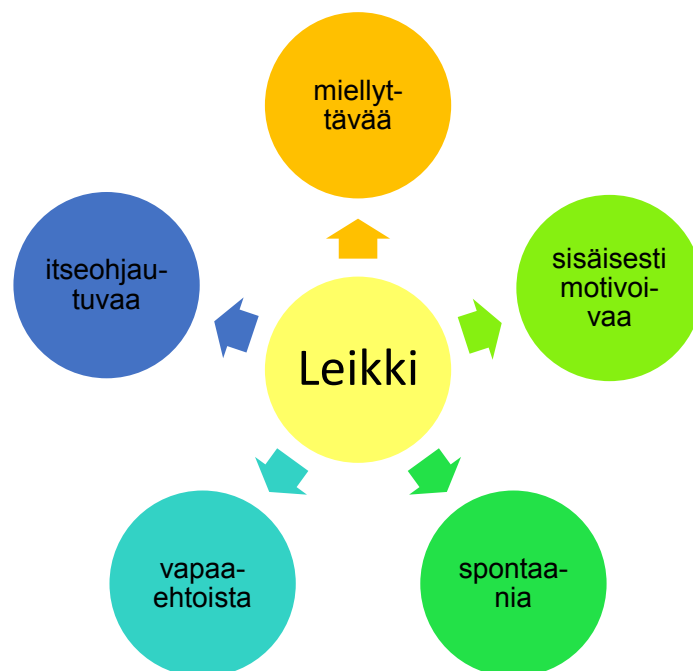 miellyt-
tävää
sisäisesti
motivoi-
vaa
spontaa-
nia
vapaa-
ehtoista
itseohjau-
tuvaa
Leikki